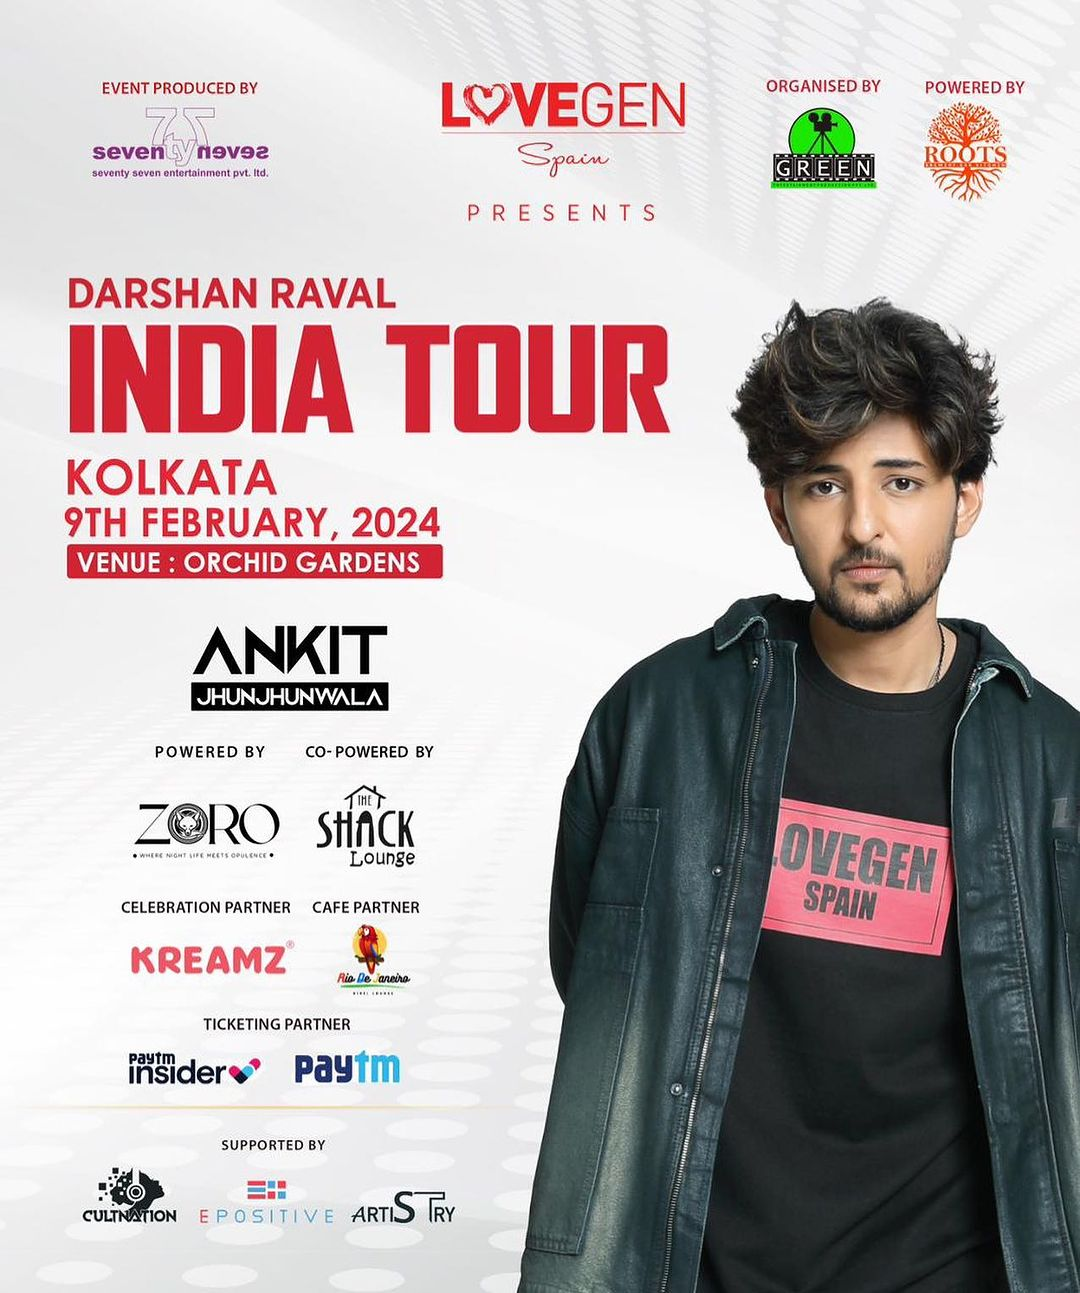 EVENT PRODUCED BY
seventy seven
seventy seven entertainment pvt. ltd.
LOVEGEN
Spain
PRESENTS
ORGANISED BY
GREEN
POWERED BY
ROOTS
DARSHAN RAVAL
INDIA TOUR
KOLKATA
9TH FEBRUARY, 2024
VENUE : ORCHID GARDENS
ANKIT
JHUNJHUNWALA
POWERED BY
CO-POWERED BY
ZORO
• WHERE NIGHT LIFE MEETS OPULENCE •
THE
SHACK
Lounge
CELEBRATION PARTNER
CAFE PARTNER
KREAMZ®
Rio De Janeiro
TICKETING PARTNER
paytm
insider
paytm
SUPPORTED BY
CULTNATION
EPOSITIVE
ARTISTRY
LOVEGEN
SPAIN